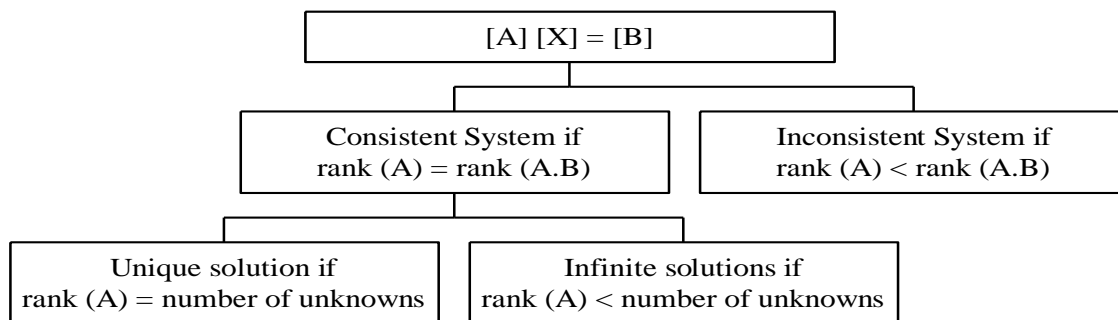 [A] [X] = [B]
Consistent System if
rank (A) = rank (A.B)
Inconsistent System if
rank (A) < rank (A.B)
Unique solution if
rank (A) = number of unknowns
Infinite solutions if
rank (A) < number of unknowns